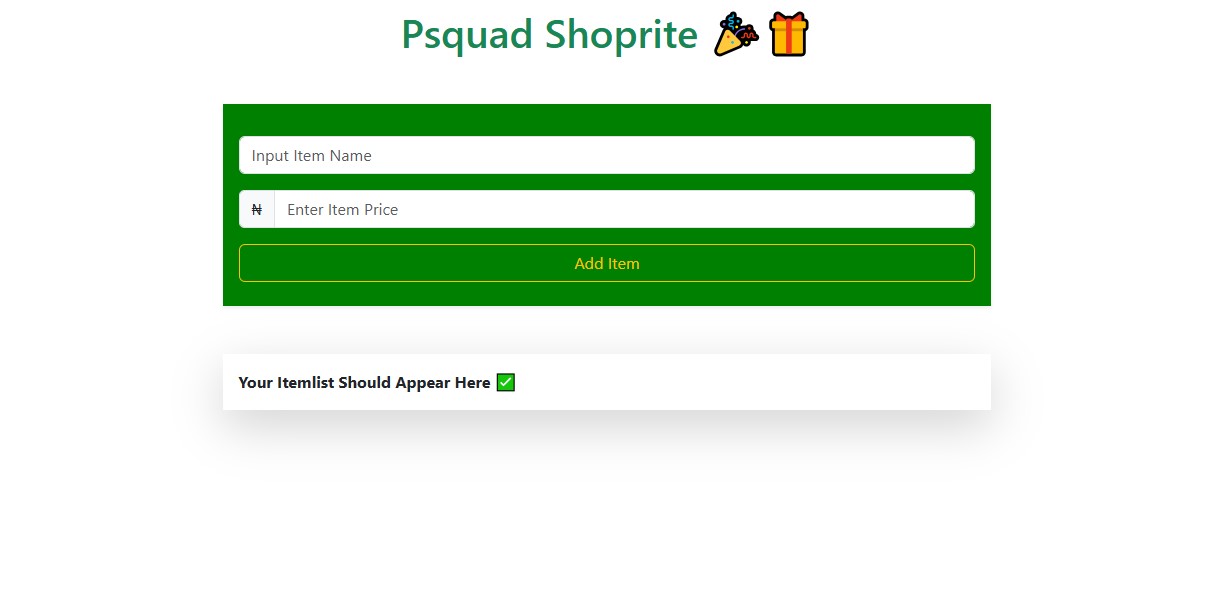 Psquad Shoprite 🎉🎁
Input Item Name
₦ Enter Item Price
Add Item
Your Itemlist Should Appear Here ✅